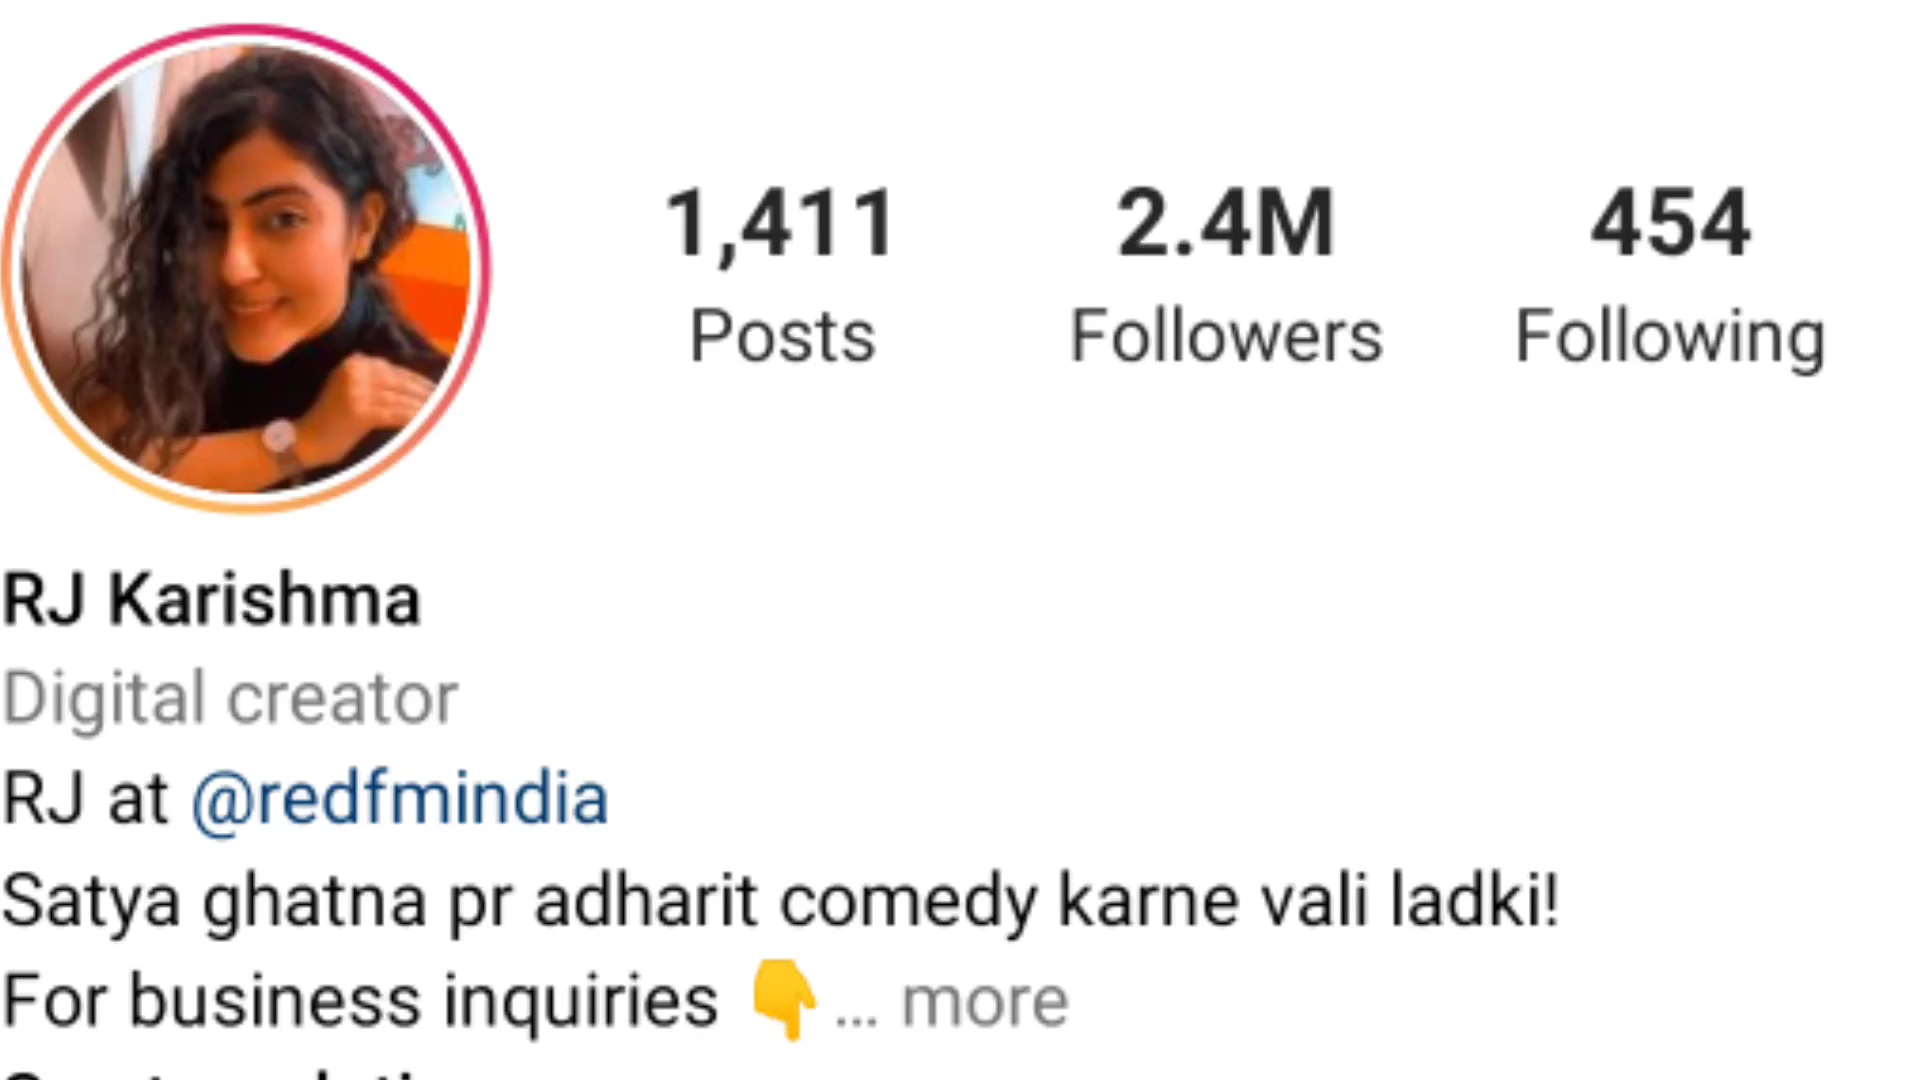 1,411 2.4M 454
Posts Followers Following
RJ Karishma
Digital creator
RJ at @redfmindia
Satya ghatna pr adharit comedy karne vali ladki!
For business inquiries 👇... more